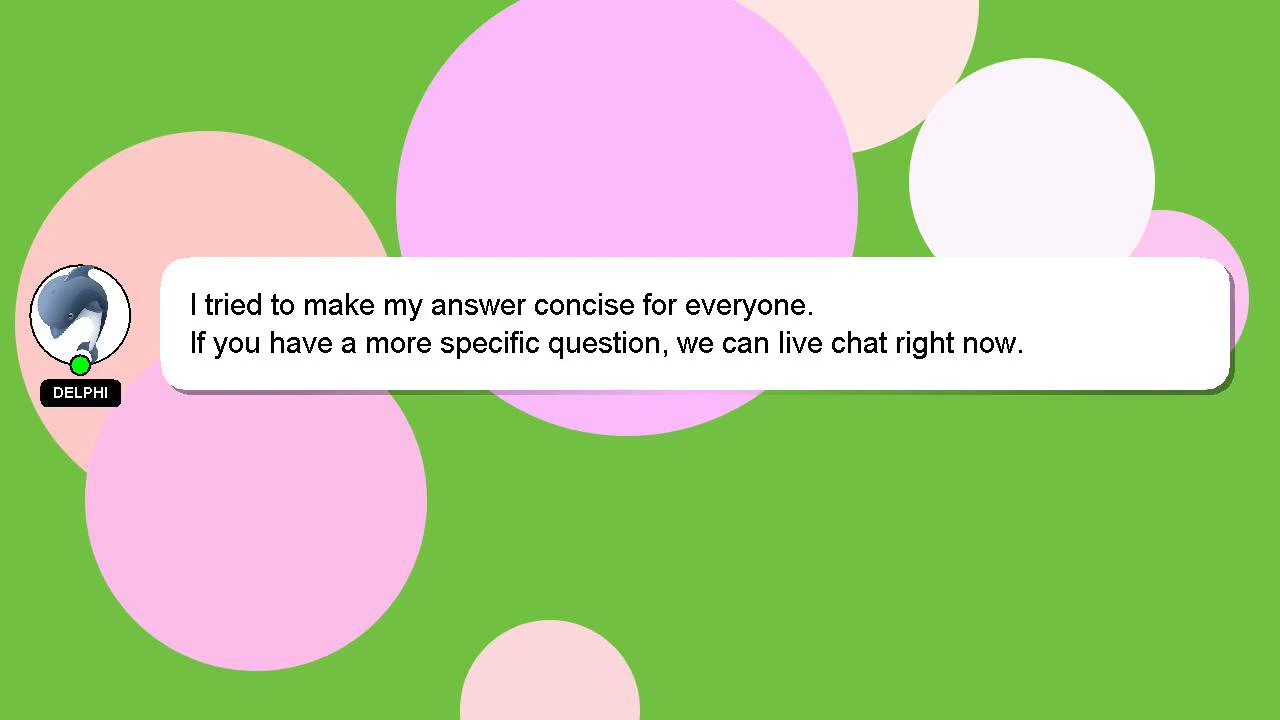 I tried to make my answer concise for everyone.
If you have a more specific question, we can live chat right now.
DELPHI